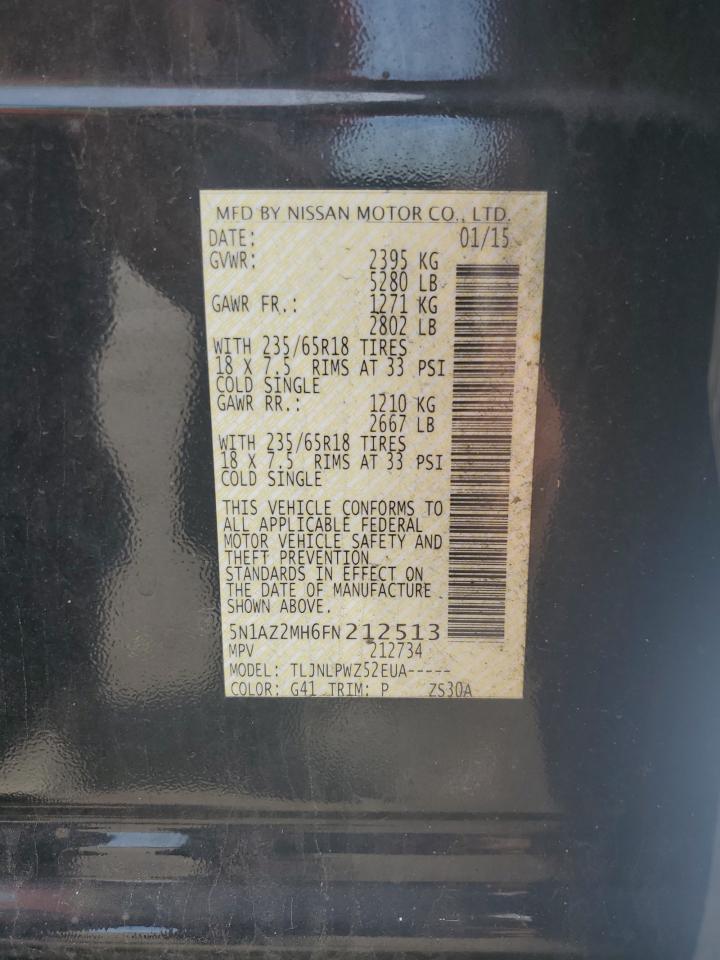 MFD BY NISSAN MOTOR CO., LTD.
DATE: 01/15
GVWR: 2395 KG
5280 LB
GAWR FR.: 1271 KG
2802 LB
WITH 235/65R18 TIRES
18 X 7.5 RIMS AT 33 PSI
COLD SINGLE
GAWR RR.: 1210 KG
2667 LB
WITH 235/65R18 TIRES
18 X 7.5 RIMS AT 33 PSI
COLD SINGLE
THIS VEHICLE CONFORMS TO
ALL APPLICABLE FEDERAL
MOTOR VEHICLE SAFETY AND
THEFT PREVENTION
STANDARDS IN EFFECT ON
THE DATE OF MANUFACTURE
SHOWN ABOVE.
5N1AZ2MH6FN212513
MPV 212734
MODEL: TLJNLPWZ52EUA-----
COLOR: G41 TRIM: P ZS30A